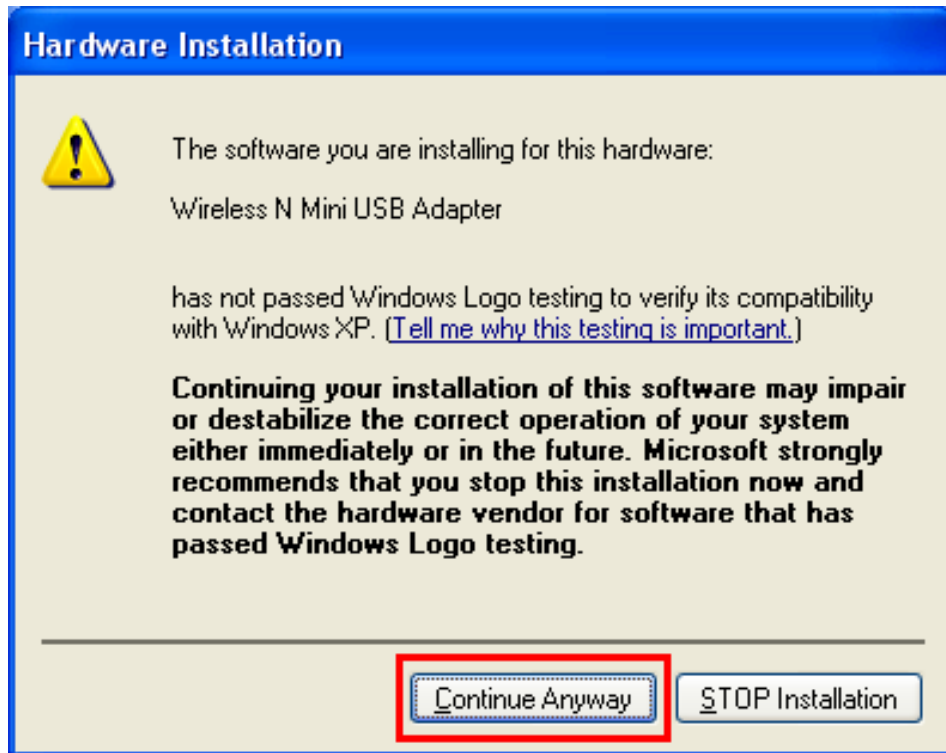 Hardware Installation
The software you are installing for this hardware:
Wireless N Mini USB Adapter
has not passed Windows Logo testing to verify its compatibility
with Windows XP. (Tell me why this testing is important.)
Continuing your installation of this software may impair
or destabilize the correct operation of your system
either immediately or in the future. Microsoft strongly
recommends that you stop this installation now and
contact the hardware vendor for software that has
passed Windows Logo testing.
Continue Anyway
STOP Installation